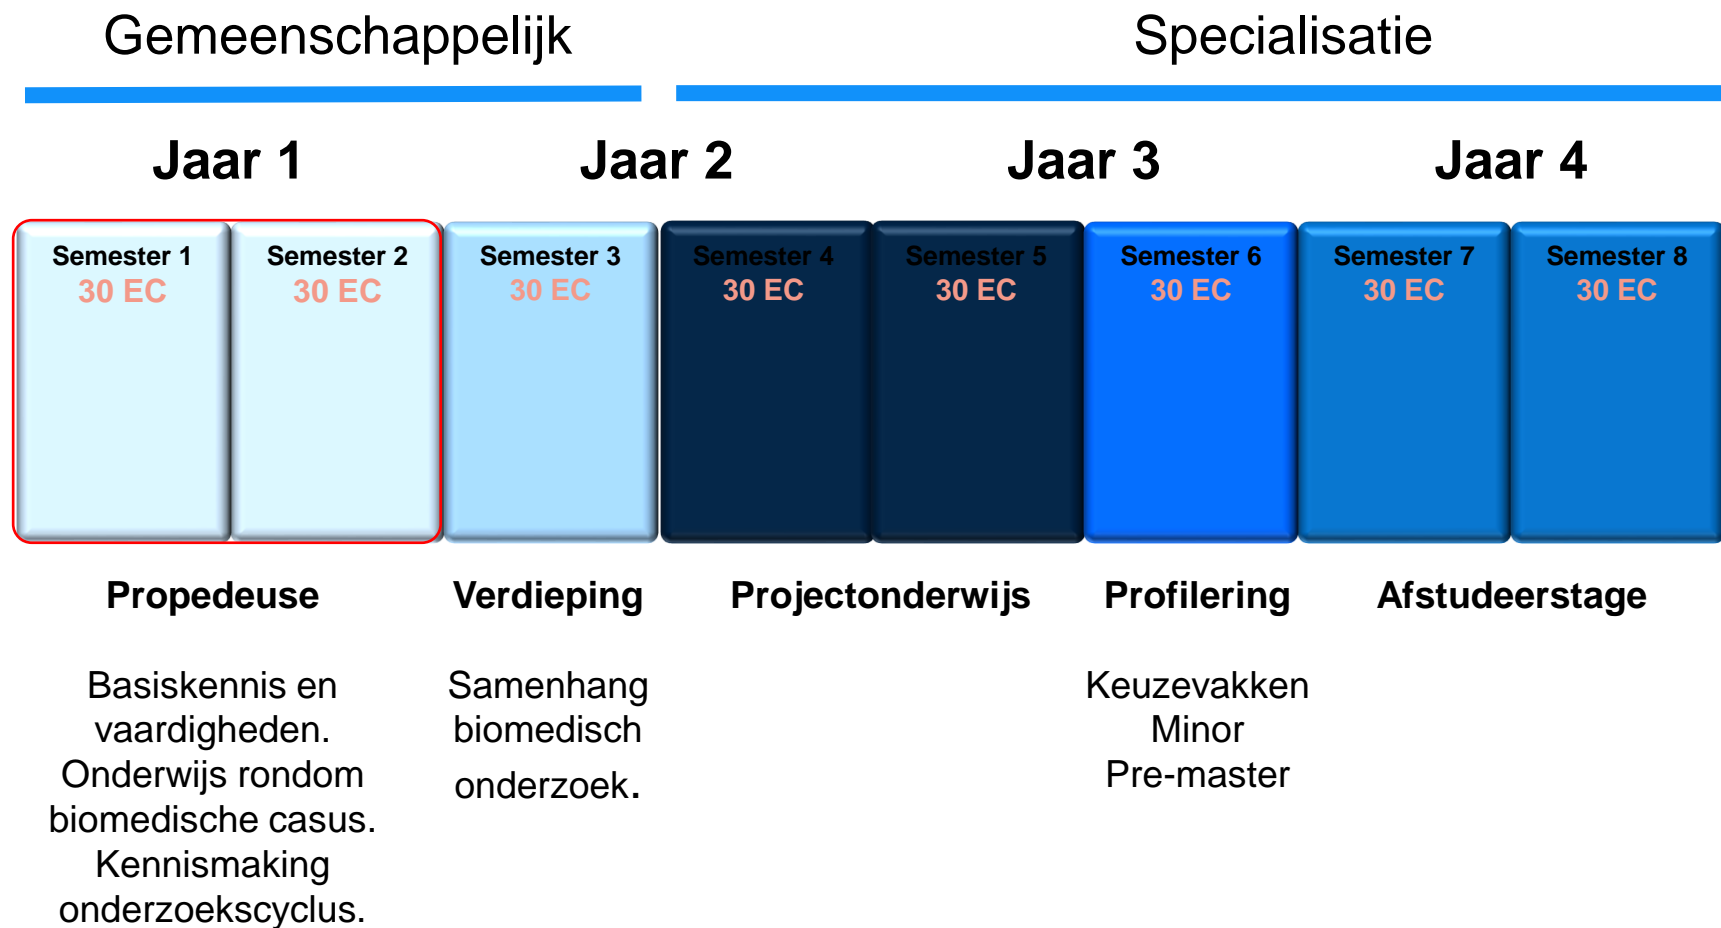 Gemeenschappelijk
Specialisatie
Jaar 1
Jaar 2
Jaar 3
Jaar 4
Semester 1
30 EC
Semester 2
30 EC
Semester 3
30 EC
Semester 4
30 EC
Semester 5
30 EC
Semester 6
30 EC
Semester 7
30 EC
Semester 8
30 EC
Propedeuse
Verdieping
Projectonderwijs
Profilering
Afstudeerstage
Basiskennis en
vaardigheden.
Onderwijs rondom
biomedische casus.
Kennismaking
onderzoekscyclus.
Samenhang
biomedisch
onderzoek.
Keuzevakken
Minor
Pre-master